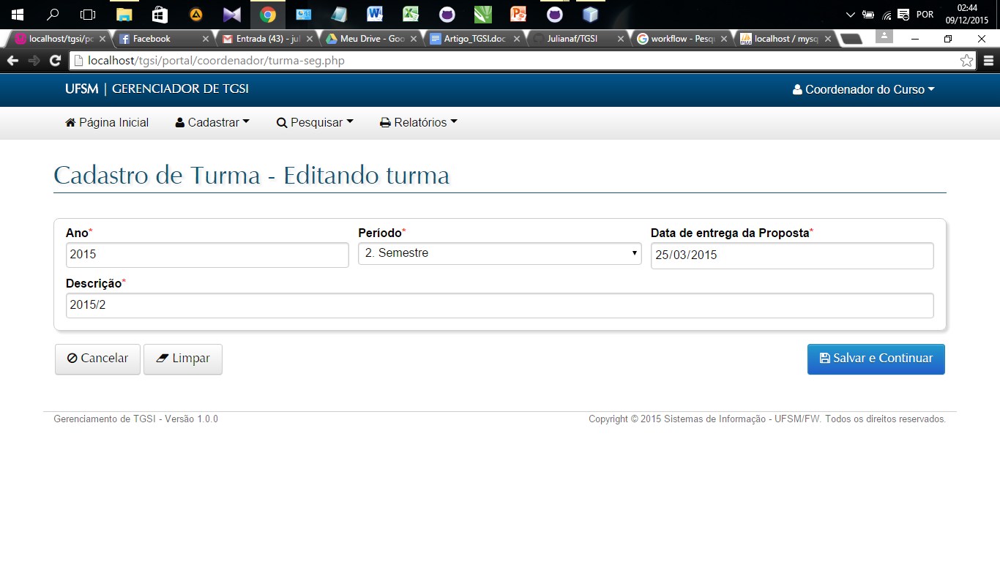 02:44
POR
09/12/2015
localhost/tgsi/po
Facebook
Entrada (43) - jul
Meu Drive - Goo
Artigo_TGSI.doc
Julianaf/TGSI
workflow - Pesqu
localhost / mysq
localhost/tgsi/portal/coordenador/turma-seg.php
UFSM | GERENCIADOR DE TGSI
Coordenador do Curso
Página Inicial Cadastrar Pesquisar Relatórios
Cadastro de Turma - Editando turma
Ano* Período* Data de entrega da Proposta*
2015 2. Semestre 25/03/2015
Descrição*
2015/2
Cancelar Limpar Salvar e Continuar
Gerenciamento de TGSI - Versão 1.0.0 Copyright © 2015 Sistemas de Informação - UFSM/FW. Todos os direitos reservados.